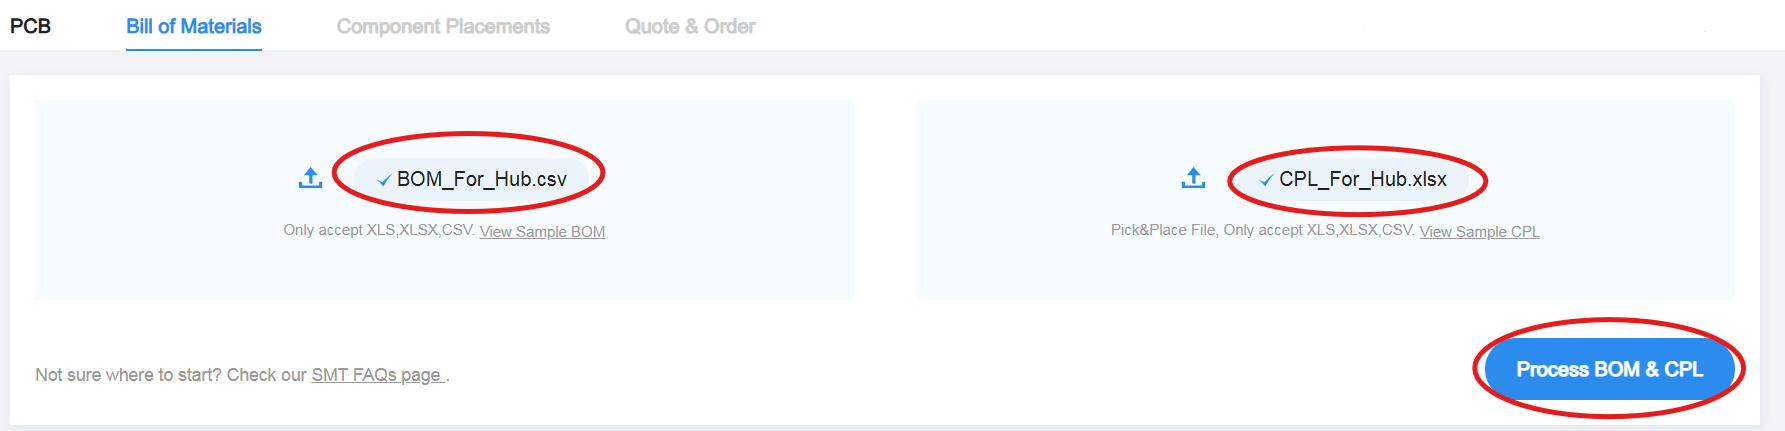 PCB Bill of Materials Component Placements Quote & Order
BOM_For_Hub.csv
Only accept XLS,XLSX,CSV. View Sample BOM
CPL_For_Hub.xlsx
Pick&Place File, Only accept XLS,XLSX,CSV. View Sample CPL
Not sure where to start? Check our SMT FAQs page .
Process BOM & CPL